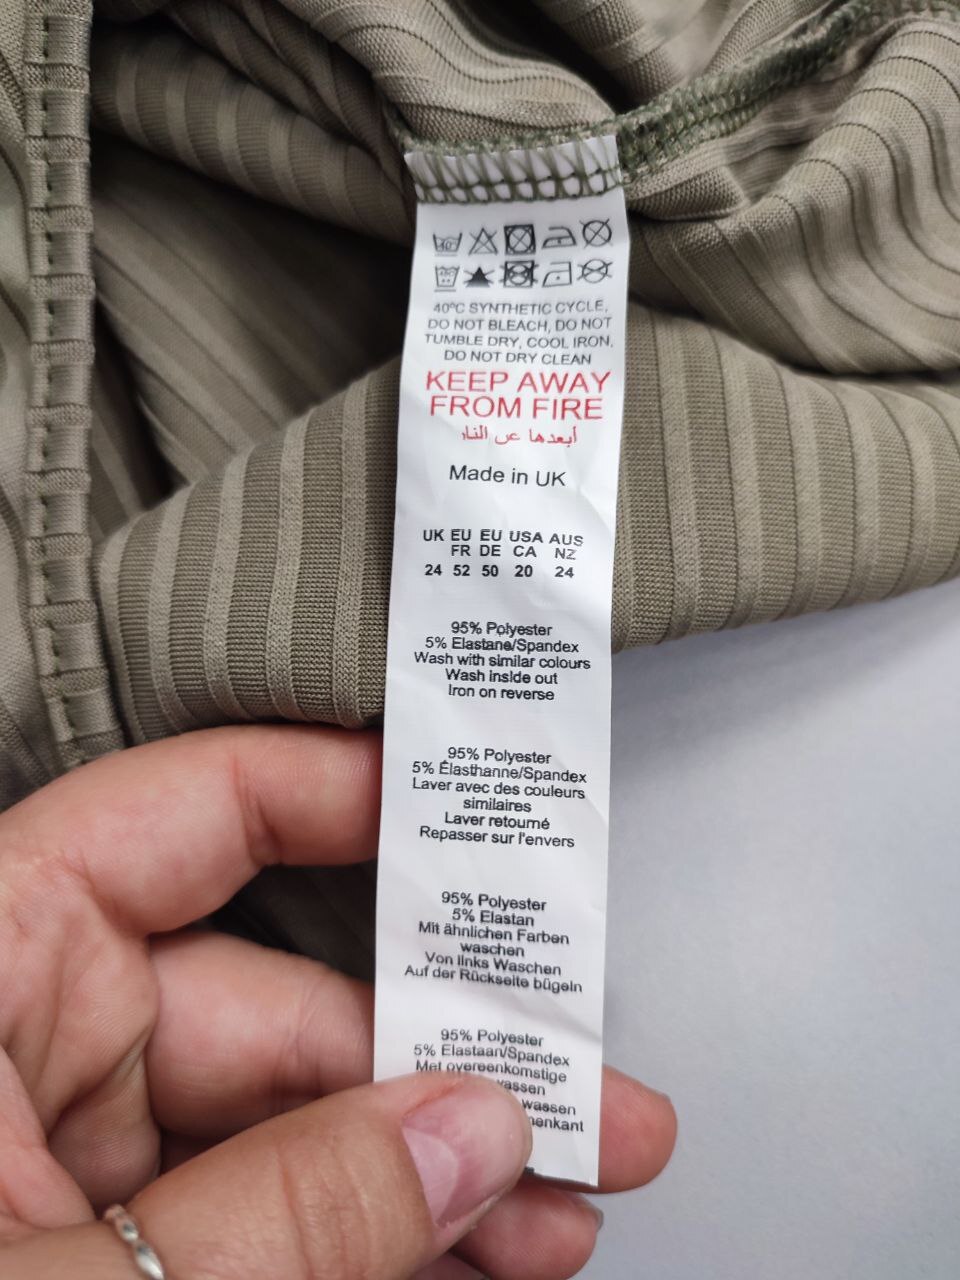 40
40°C SYNTHETIC CYCLE,
DO NOT BLEACH, DO NOT
TUMBLE DRY, COOL IRON,
DO NOT DRY CLEAN
KEEP AWAY
FROM FIRE
أبعدها عن النار
Made in UK
UK EU EU USA AUS
FR DE CA NZ
24 52 50 20 24
95% Polyester
5% Elastane/Spandex
Wash with similar colours
Wash inside out
Iron on reverse
95% Polyester
5% Élasthanne/Spandex
Laver avec des couleurs
similaires
Laver retourné
Repasser sur l'envers
95% Polyester
5% Elastan
Mit ähnlichen Farben
waschen
Von links Waschen
Auf der Rückseite bügeln
95% Polyester
5% Elastaan/Spandex
Met overeenkomstige
wassen
wassen